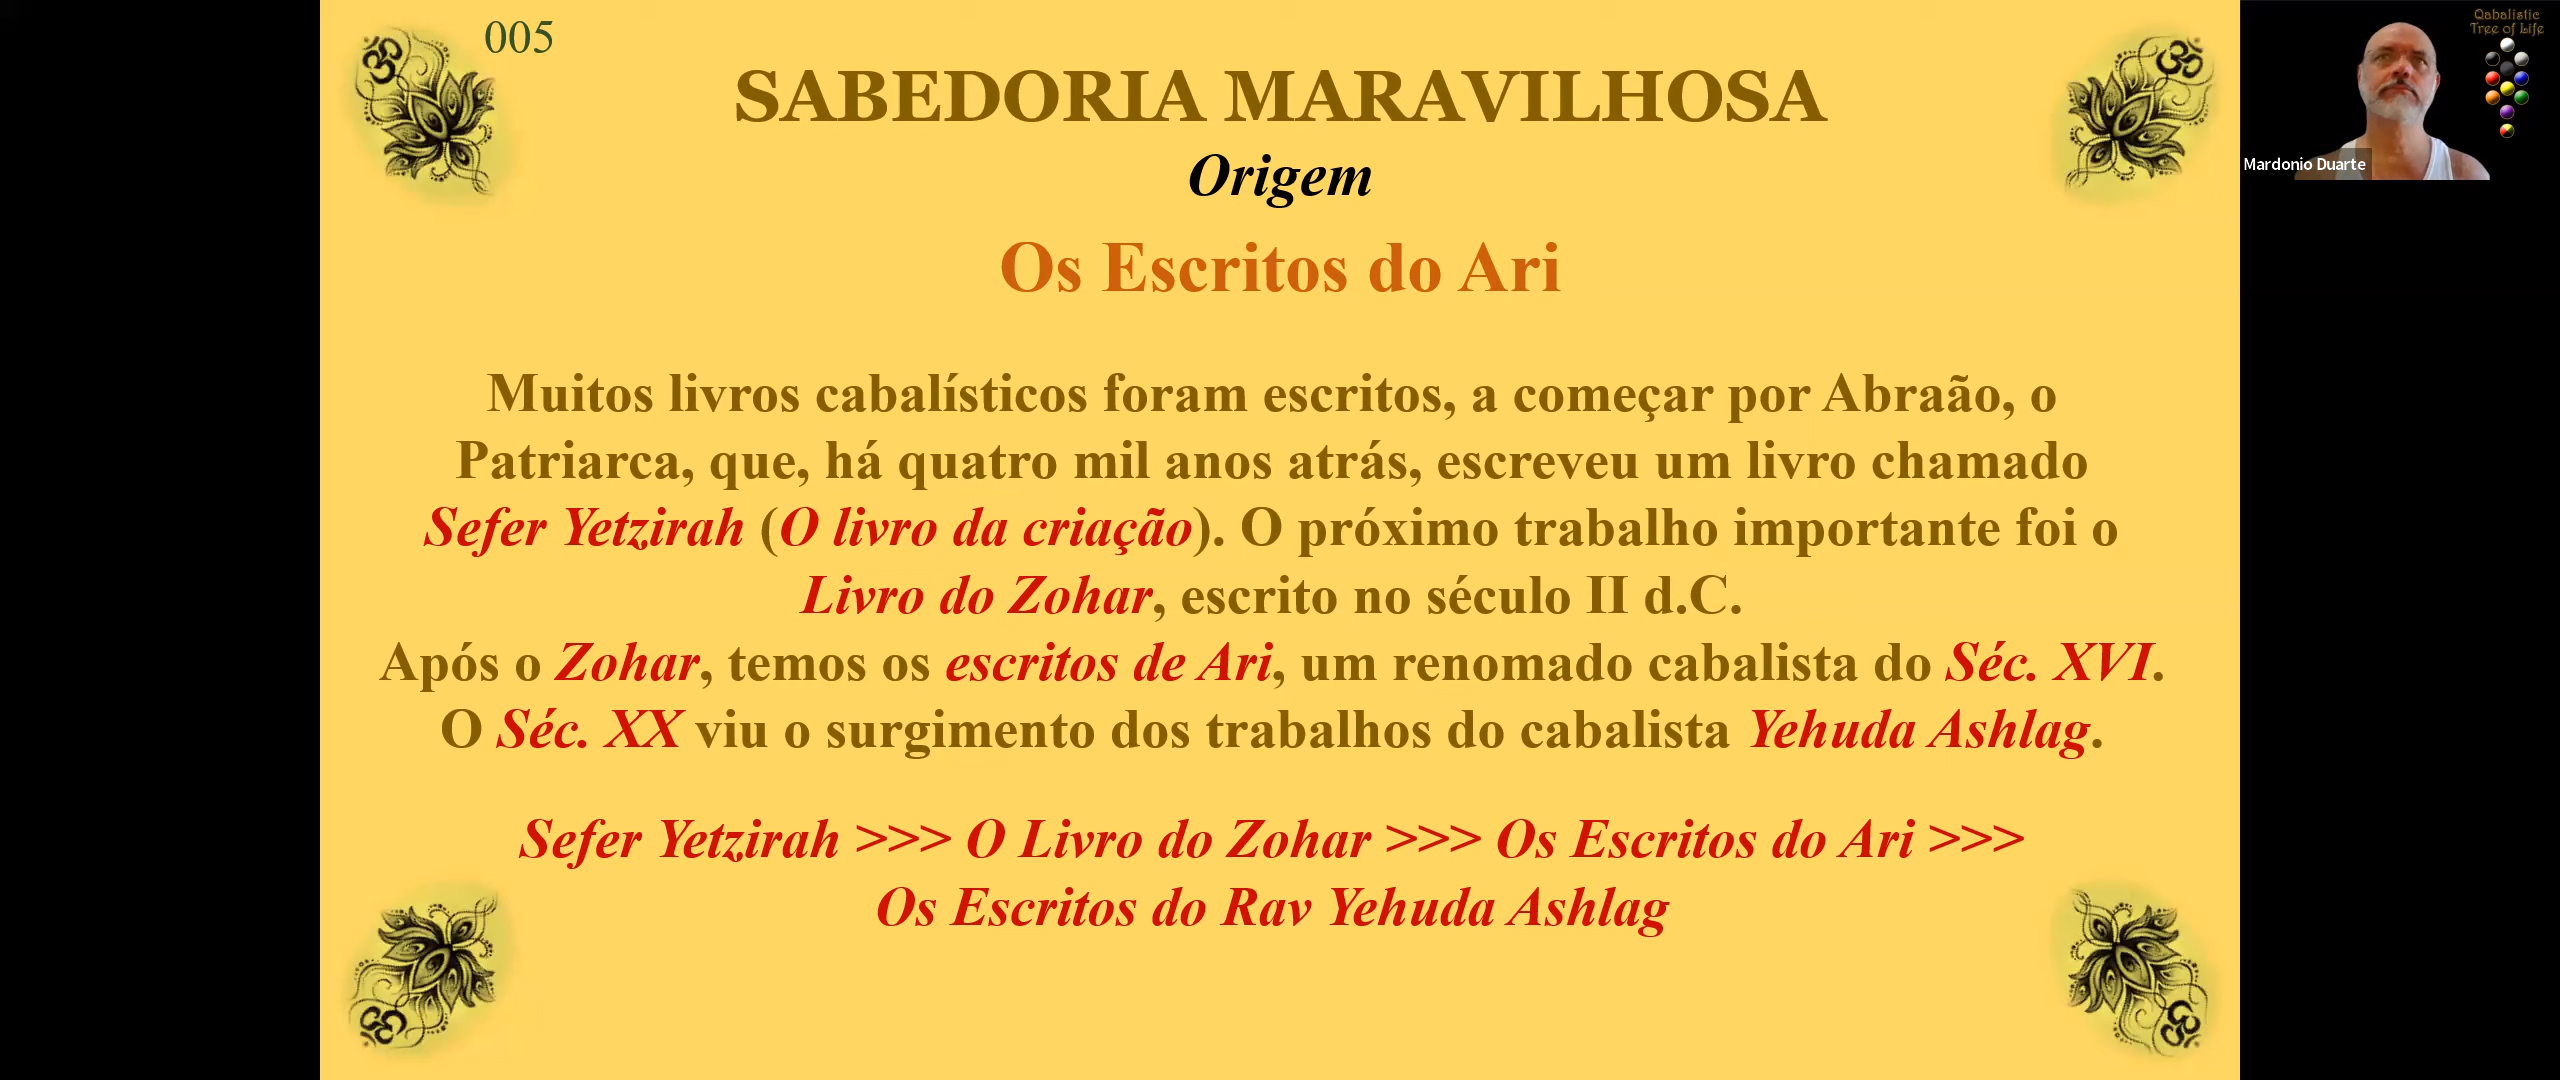 005
SABEDORIA MARAVILHOSA
Origem
Os Escritos do Ari
Muitos livros cabalísticos foram escritos, a começar por Abraão, o
Patriarca, que, há quatro mil anos atrás, escreveu um livro chamado
Sefer Yetzirah (O livro da criação). O próximo trabalho importante foi o
Livro do Zohar, escrito no século II d.C.
Após o Zohar, temos os escritos de Ari, um renomado cabalista do Séc. XVI.
O Séc. XX viu o surgimento dos trabalhos do cabalista Yehuda Ashlag.
Sefer Yetzirah >>> O Livro do Zohar >>> Os Escritos do Ari >>>
Os Escritos do Rav Yehuda Ashlag
Qabalistic
Tree of Life
Mardonio Duarte
ॐ
ॐ
ॐ
ॐ